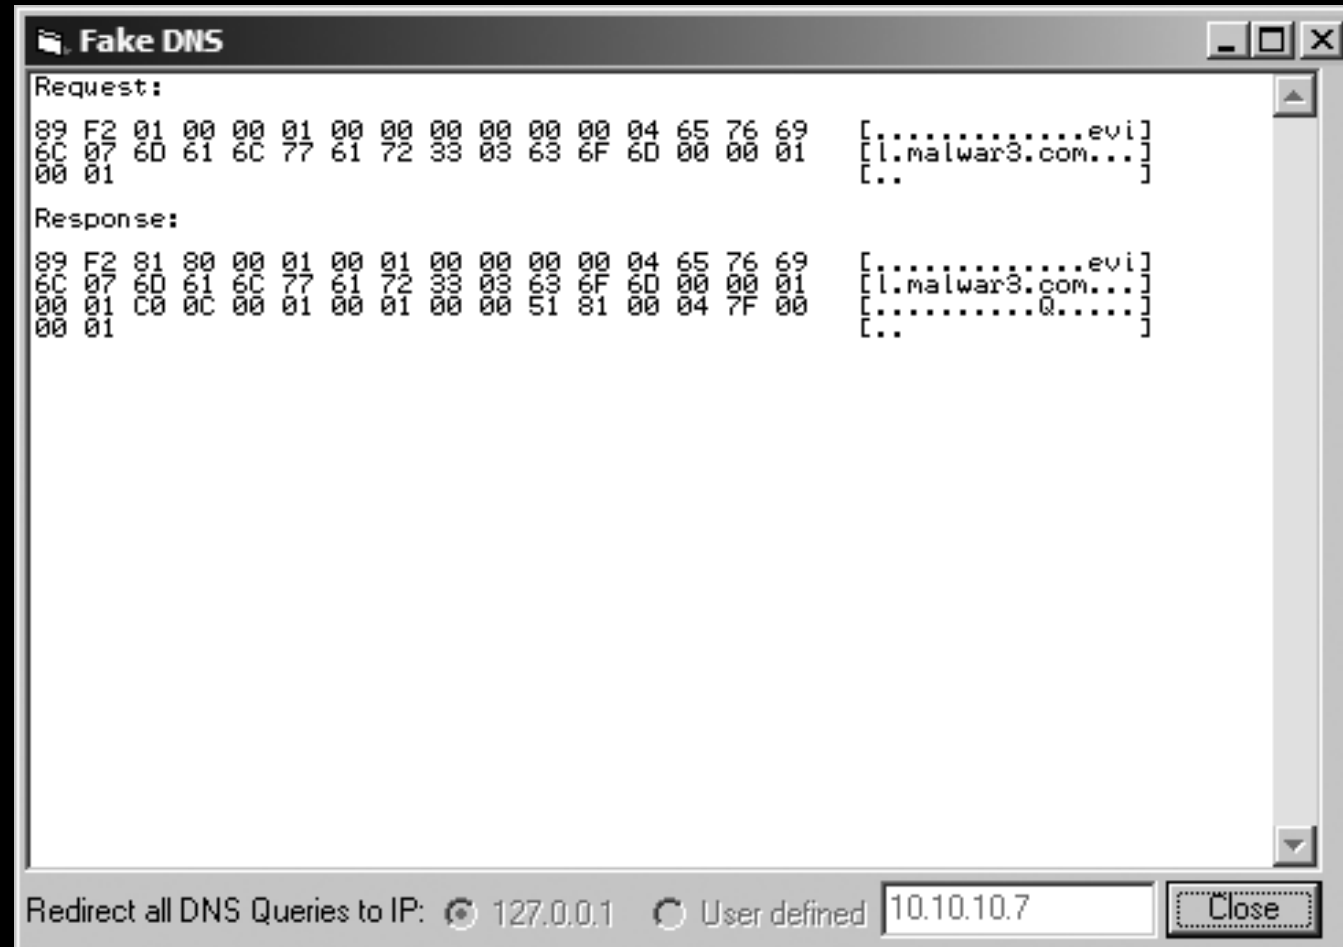 Fake DNS
Request:
89 F2 01 00 00 01 00 00 00 00 00 00 04 65 76 69 [.............evi]
6C 07 6D 61 6C 77 61 72 33 03 63 6F 6D 00 00 01 [l.malwar3.com...]
00 01 [.. ]
Response:
89 F2 81 80 00 01 00 01 00 00 00 00 04 65 76 69 [.............evi]
6C 07 6D 61 6C 77 61 72 33 03 63 6F 6D 00 00 01 [l.malwar3.com...]
00 01 C0 0C 00 01 00 01 00 00 51 81 00 04 7F 00 [..........Q.....]
00 01 [.. ]
Redirect all DNS Queries to IP: 127.0.0.1 User defined 10.10.10.7 Close